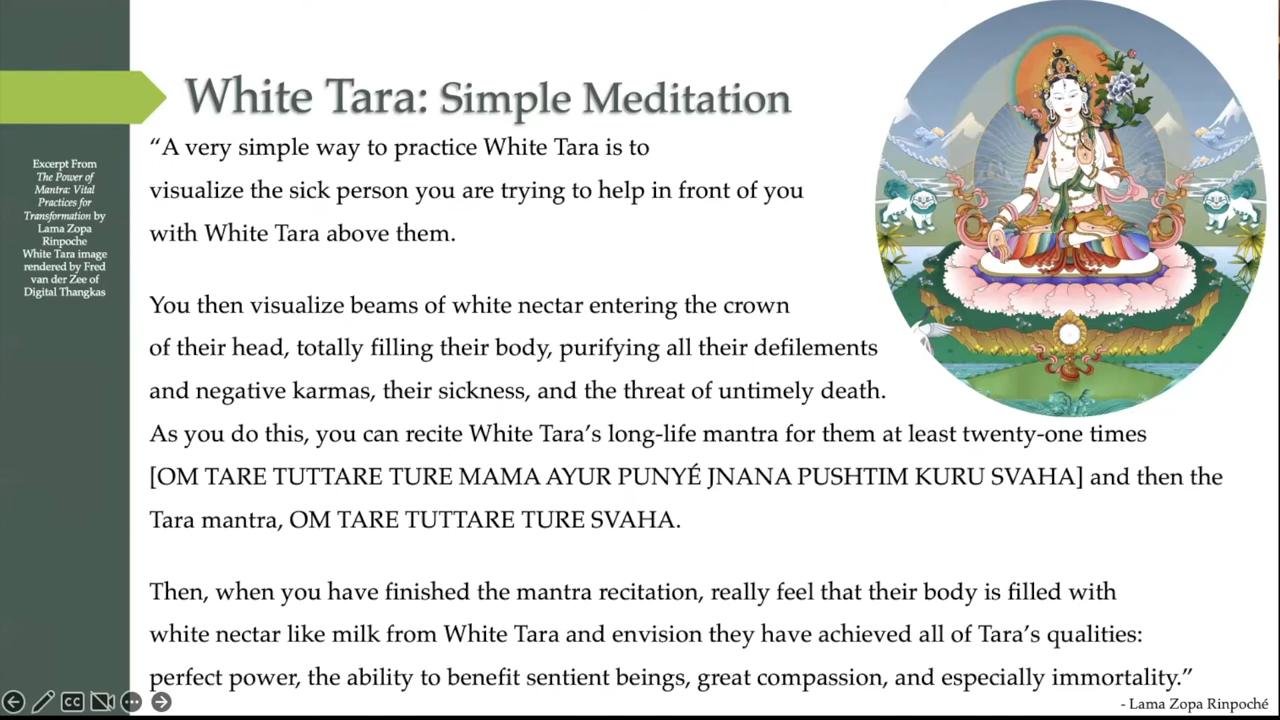 White Tara: Simple Meditation
Excerpt From
The Power of
Mantra: Vital
Practices for
Transformation by
Lama Zopa
Rinpoche
White Tara image
rendered by Fred
van der Zee of
Digital Thangkas
“A very simple way to practice White Tara is to
visualize the sick person you are trying to help in front of you
with White Tara above them.
You then visualize beams of white nectar entering the crown
of their head, totally filling their body, purifying all their defilements
and negative karmas, their sickness, and the threat of untimely death.
As you do this, you can recite White Tara’s long-life mantra for them at least twenty-one times
[OM TARE TUTTARE TURE MAMA AYUR PUNYÉ JNANA PUSHTIM KURU SVAHA] and then the
Tara mantra, OM TARE TUTTARE TURE SVAHA.
Then, when you have finished the mantra recitation, really feel that their body is filled with
white nectar like milk from White Tara and envision they have achieved all of Tara’s qualities:
perfect power, the ability to benefit sentient beings, great compassion, and especially immortality.”
- Lama Zopa Rinpoché
CC